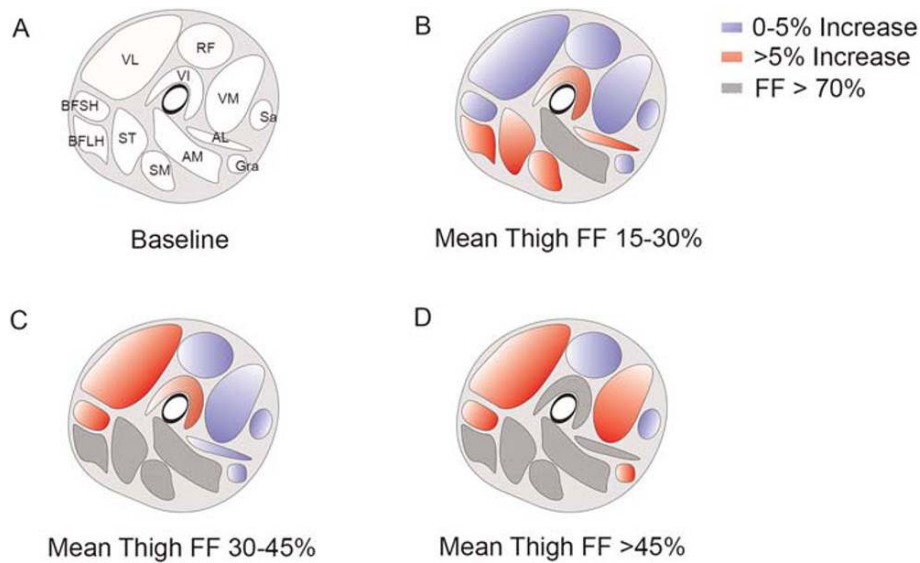 A
VL
RF
VI
VM
BFSH
Sa
BFLH
ST
AL
AM
SM
Gra
Baseline
B
0-5% Increase
>5% Increase
FF > 70%
Mean Thigh FF 15-30%
C
Mean Thigh FF 30-45%
D
Mean Thigh FF >45%